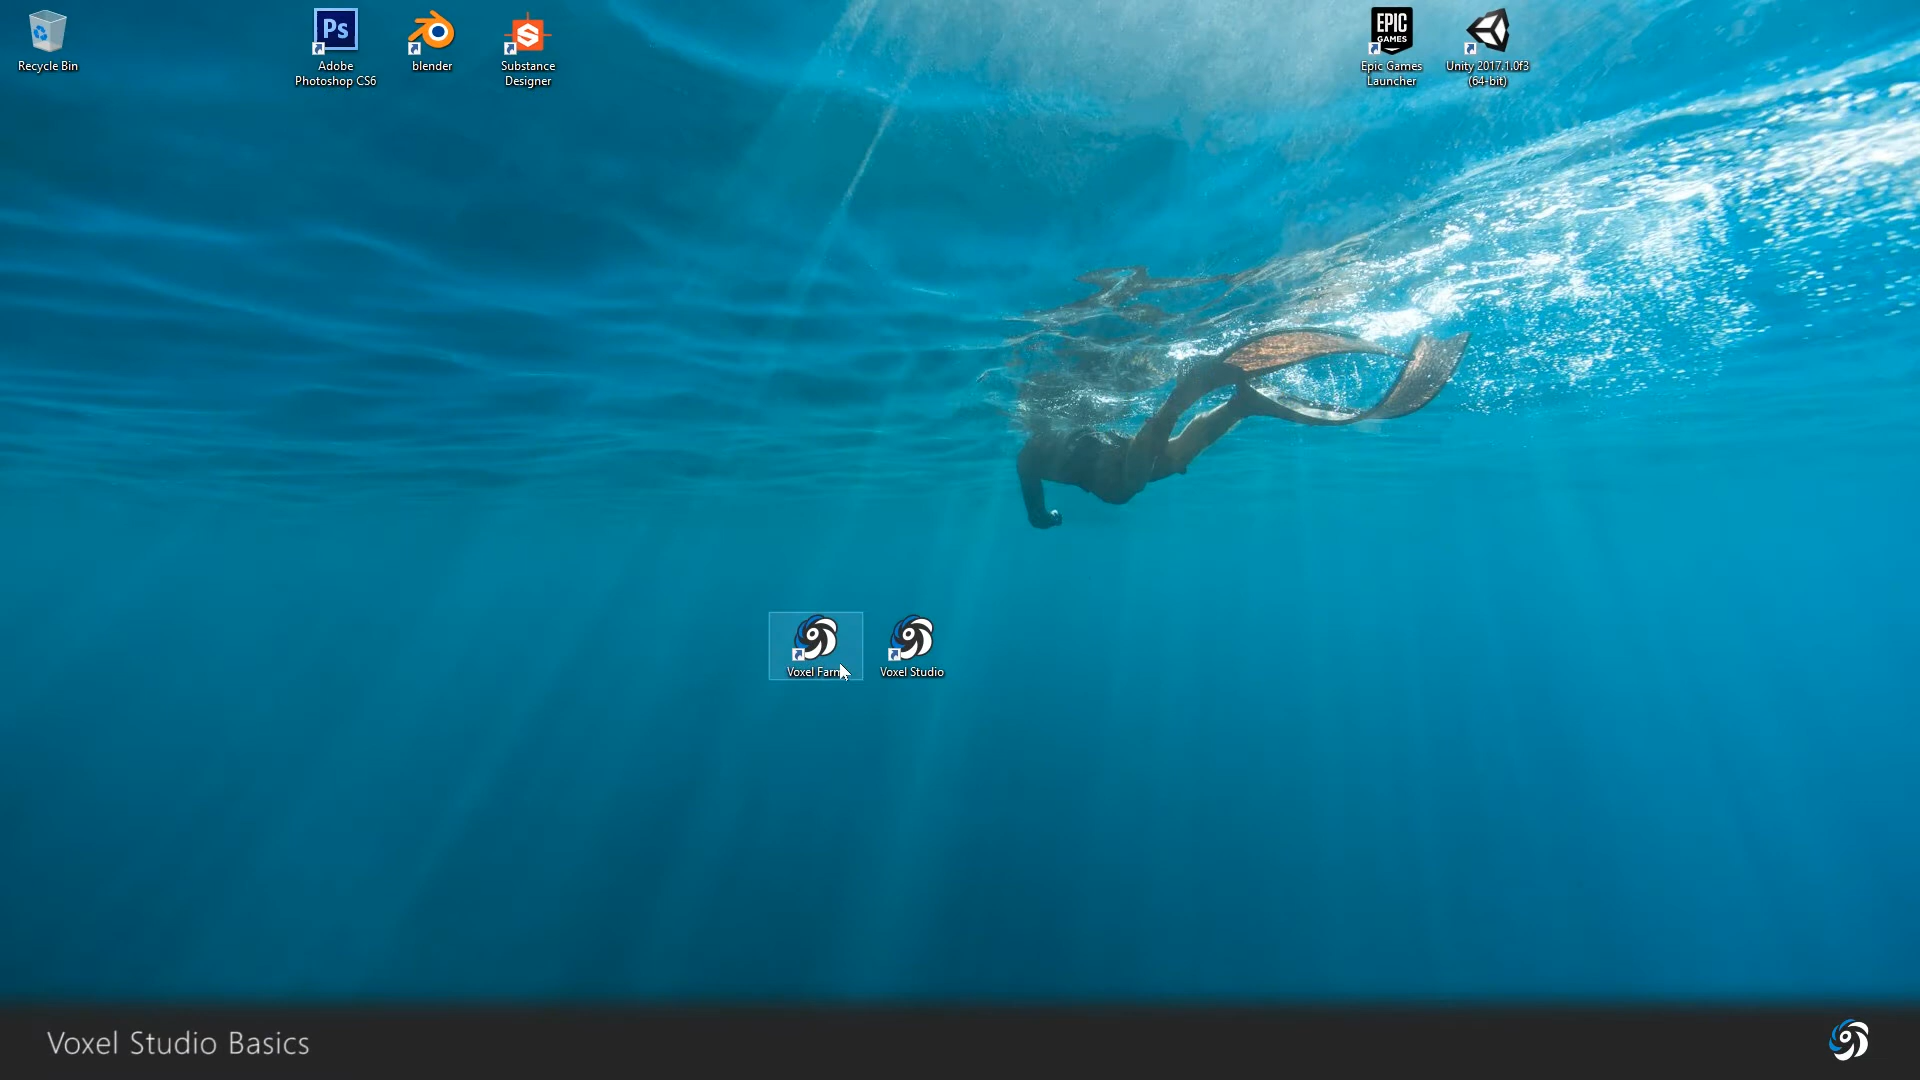 Recycle Bin
Ps
Adobe
Photoshop CS6
blender
S
Substance
Designer
EPIC
GAMES
Epic Games
Launcher
Unity 2017.1.0f3
(64-bit)
Voxel Farm
Voxel Studio
Voxel Studio Basics